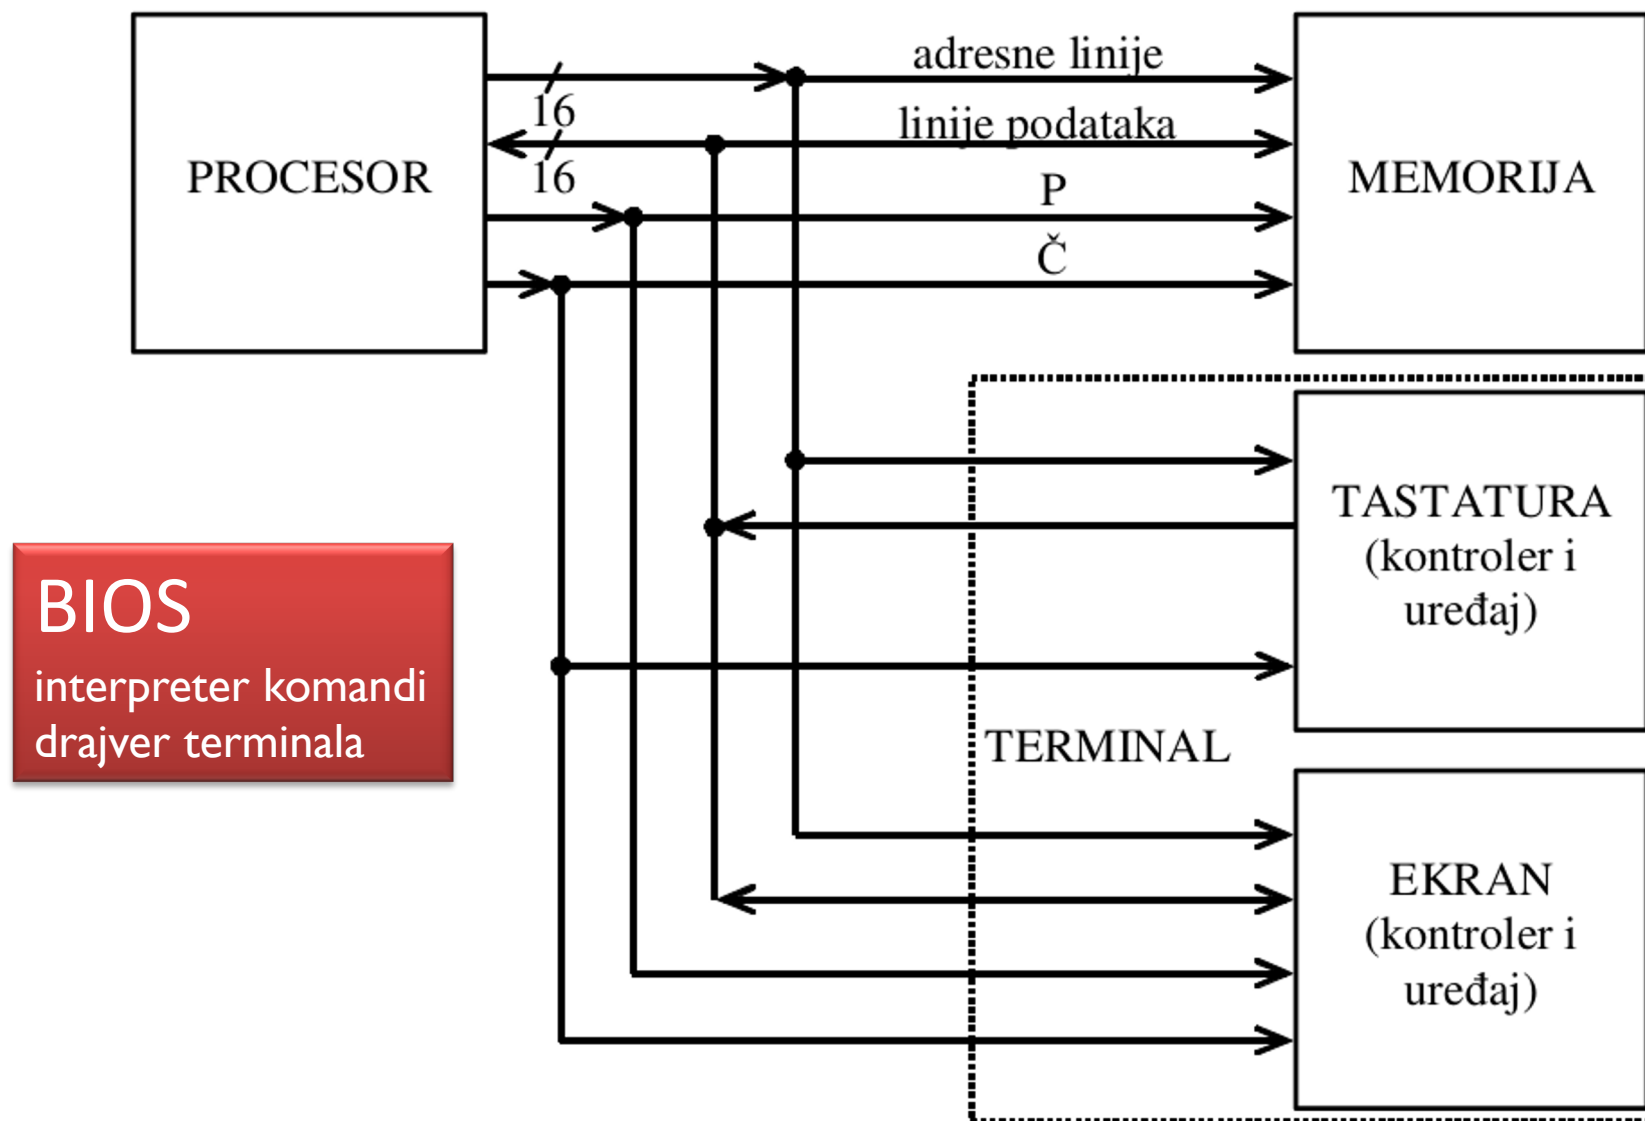 PROCESOR
16
16
adresne linije
linije podataka
P
Č
MEMORIJA
TASTATURA
(kontroler i
uređaj)
BIOS
interpreter komandi
drajver terminala
TERMINAL
EKRAN
(kontroler i
uređaj)